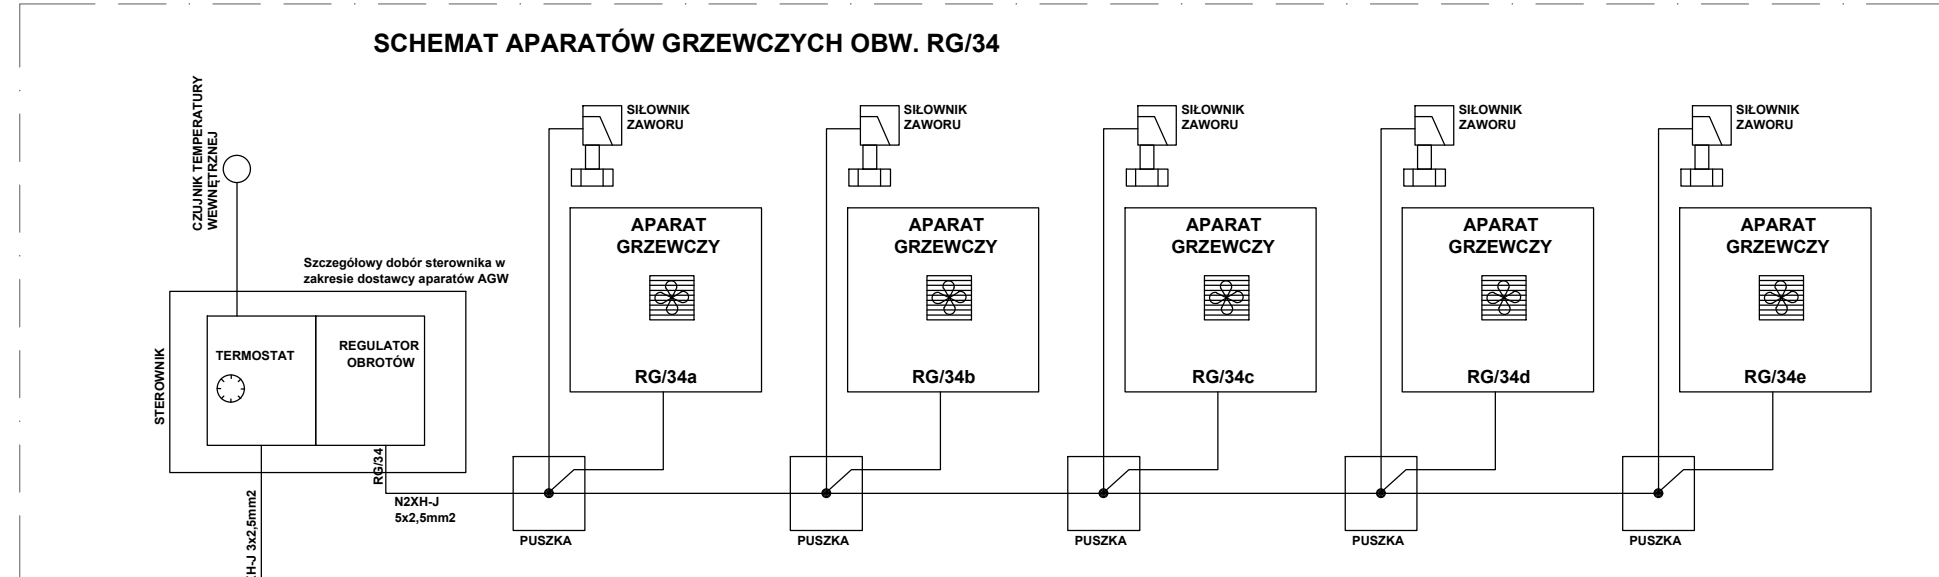 SCHEMAT APARATÓW GRZEWCZYCH OBW. RG/34
CZUJNIK TEMPERATURY
WEWNĘTRZNEJ
SIŁOWNIK
ZAWORU
SIŁOWNIK
ZAWORU
SIŁOWNIK
ZAWORU
SIŁOWNIK
ZAWORU
SIŁOWNIK
ZAWORU
APARAT
GRZEWCZY
RG/34a
APARAT
GRZEWCZY
RG/34b
APARAT
GRZEWCZY
RG/34c
APARAT
GRZEWCZY
RG/34d
APARAT
GRZEWCZY
RG/34e
Szczegółowy dobór sterownika w
zakresie dostawcy aparatów AGW
STEROWNIK
TERMOSTAT
REGULATOR
OBROTÓW
RG/34
N2XH-J
5x2,5mm2
3x2,5mm2
PUSZKA
PUSZKA
PUSZKA
PUSZKA
PUSZKA